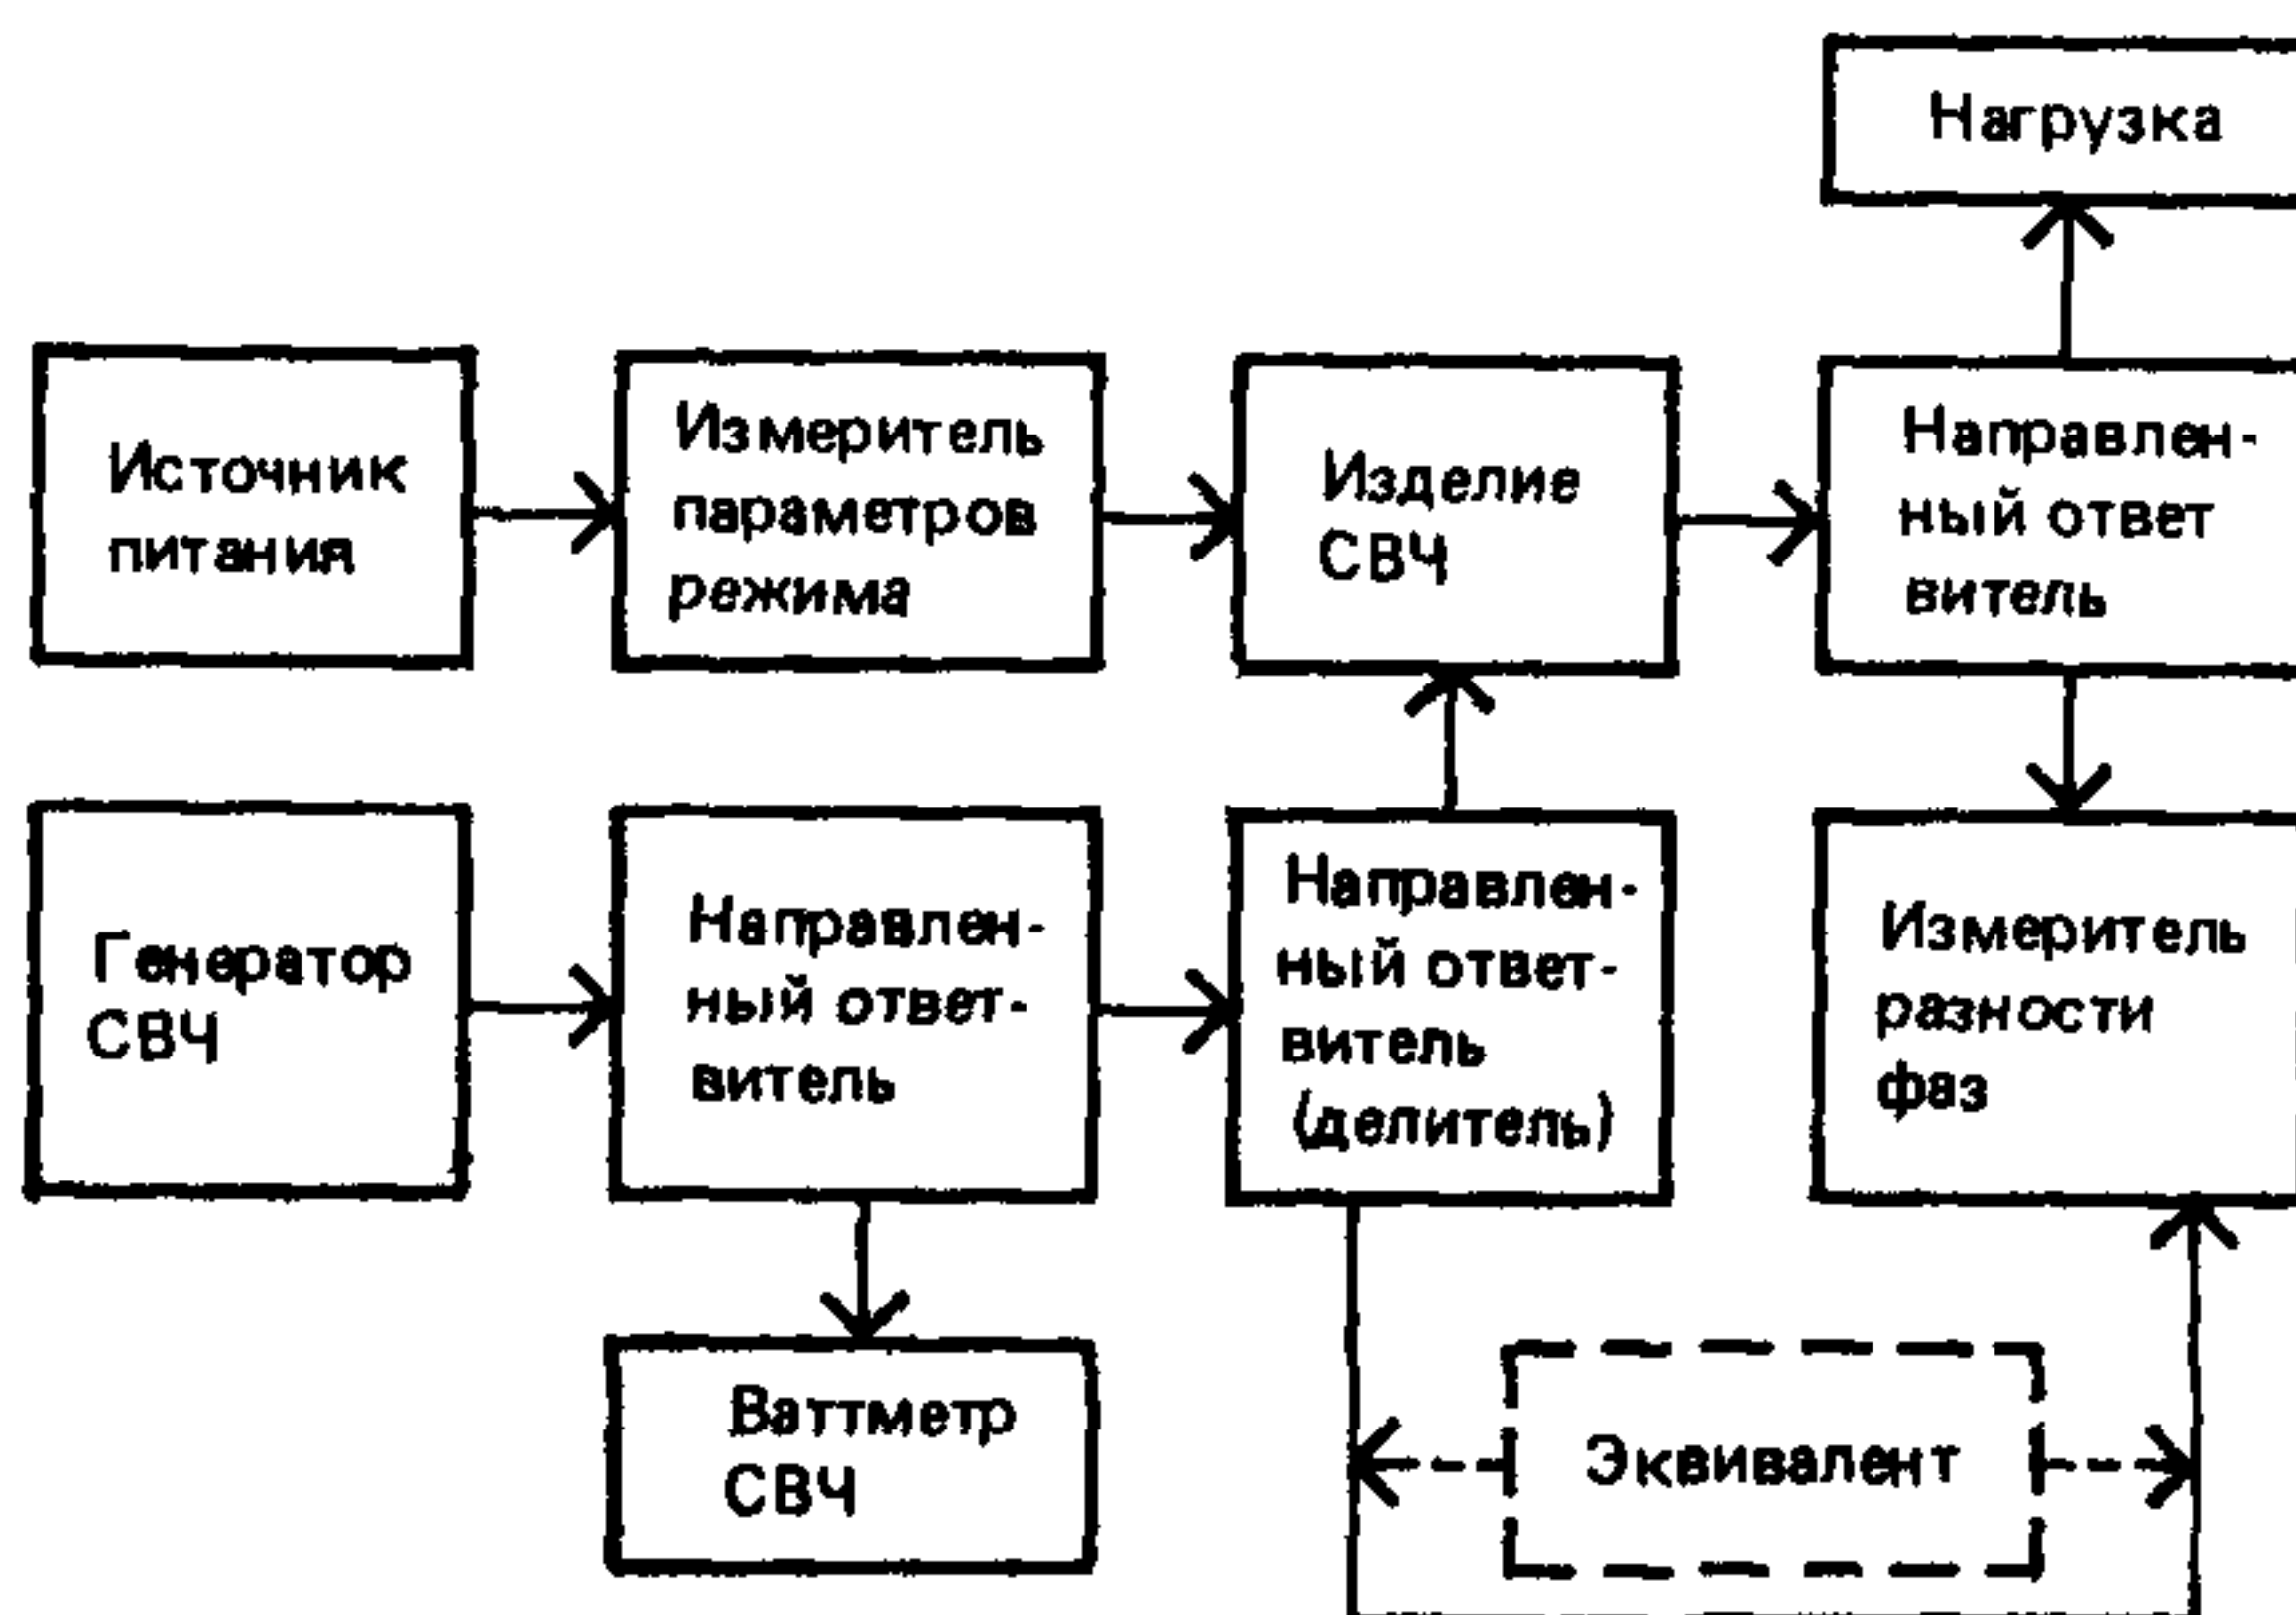 Нагрузка
Источник
питания
Измеритель
параметров
режима
Изделие
СВЧ
Направлен-
ный ответ
витель
Генератор
СВЧ
Направлен-
ный ответ-
витель
Направлен-
ный ответ-
витель
(делитель)
Измеритель
разности
фаз
Ваттметр
СВЧ
Эквивалент